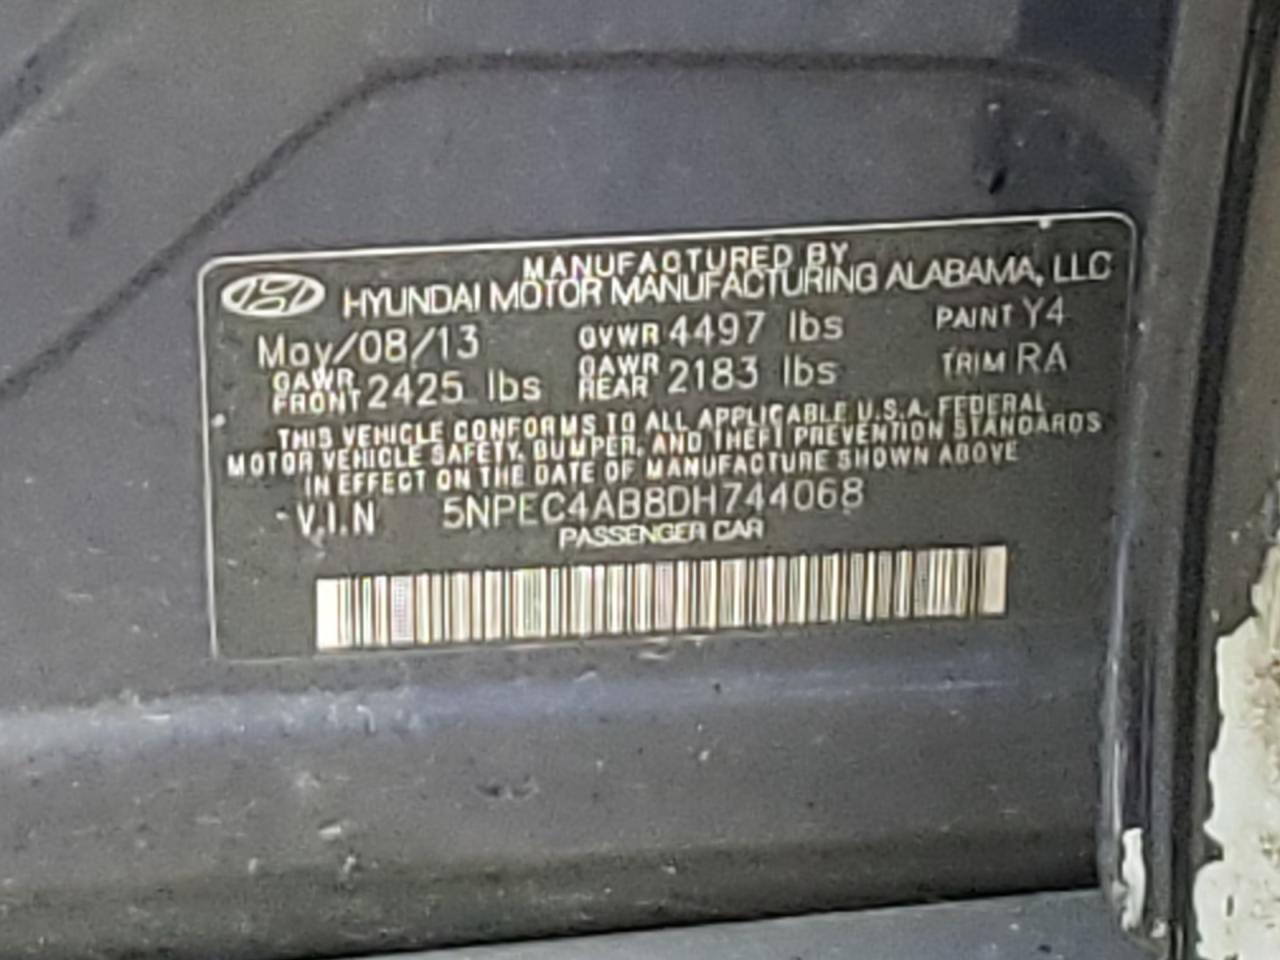 MANUFACTURED BY
HYUNDAI MOTOR MANUFACTURING ALABAMA, LLC
May/08/13 GVWR 4497 lbs PAINT Y4
GAWR FRONT 2425 lbs GAWR REAR 2183 lbs TRIM RA
THIS VEHICLE CONFORMS TO ALL APPLICABLE U.S.A. FEDERAL
MOTOR VEHICLE SAFETY, BUMPER, AND THEFT PREVENTION STANDARDS
IN EFFECT ON THE DATE OF MANUFACTURE SHOWN ABOVE
V.I.N 5NPEC4AB8DH744068
PASSENGER CAR